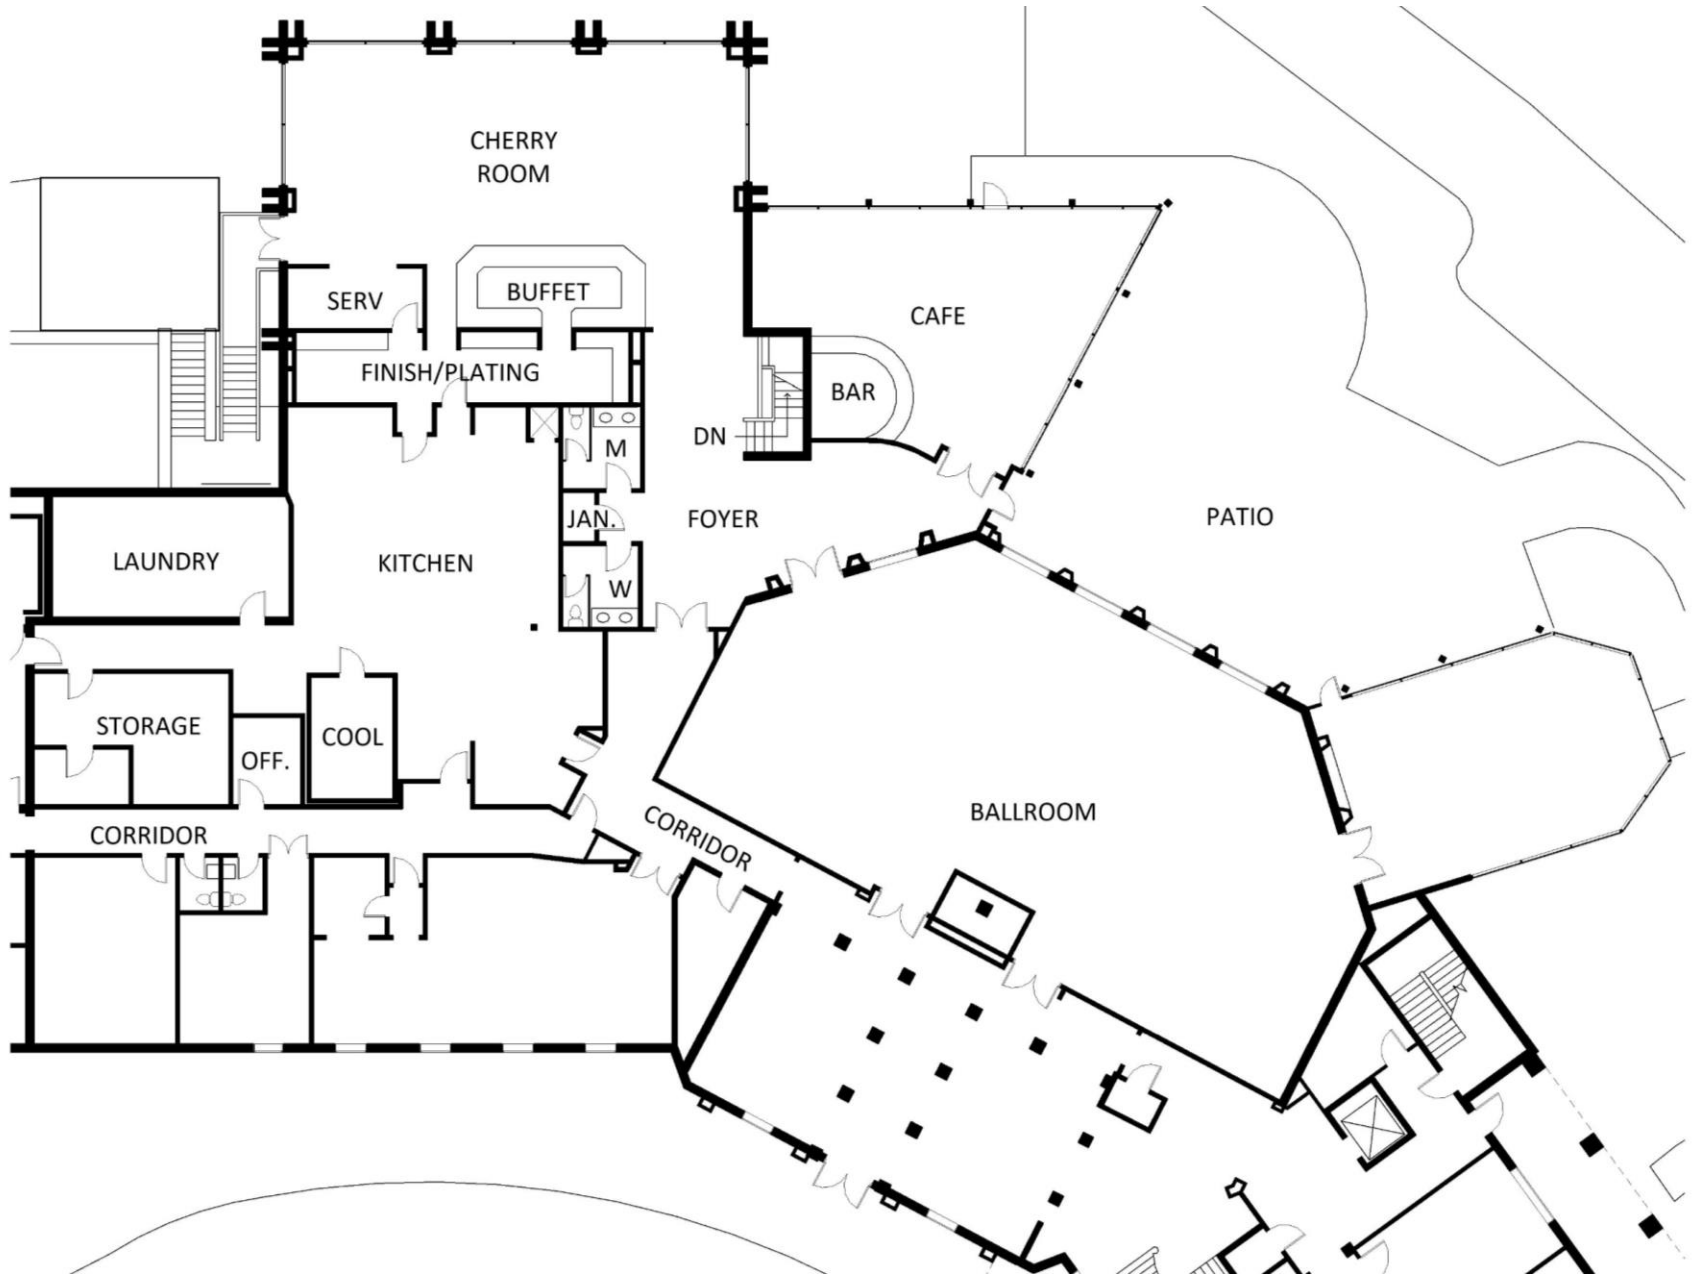 CHERRY
ROOM
SERV
BUFFET
CAFE
FINISH/PLATING
BAR
DN
M
JAN.
FOYER
PATIO
LAUNDRY
KITCHEN
W
STORAGE
COOL
OFF.
CORRIDOR
CORRIDOR
BALLROOM